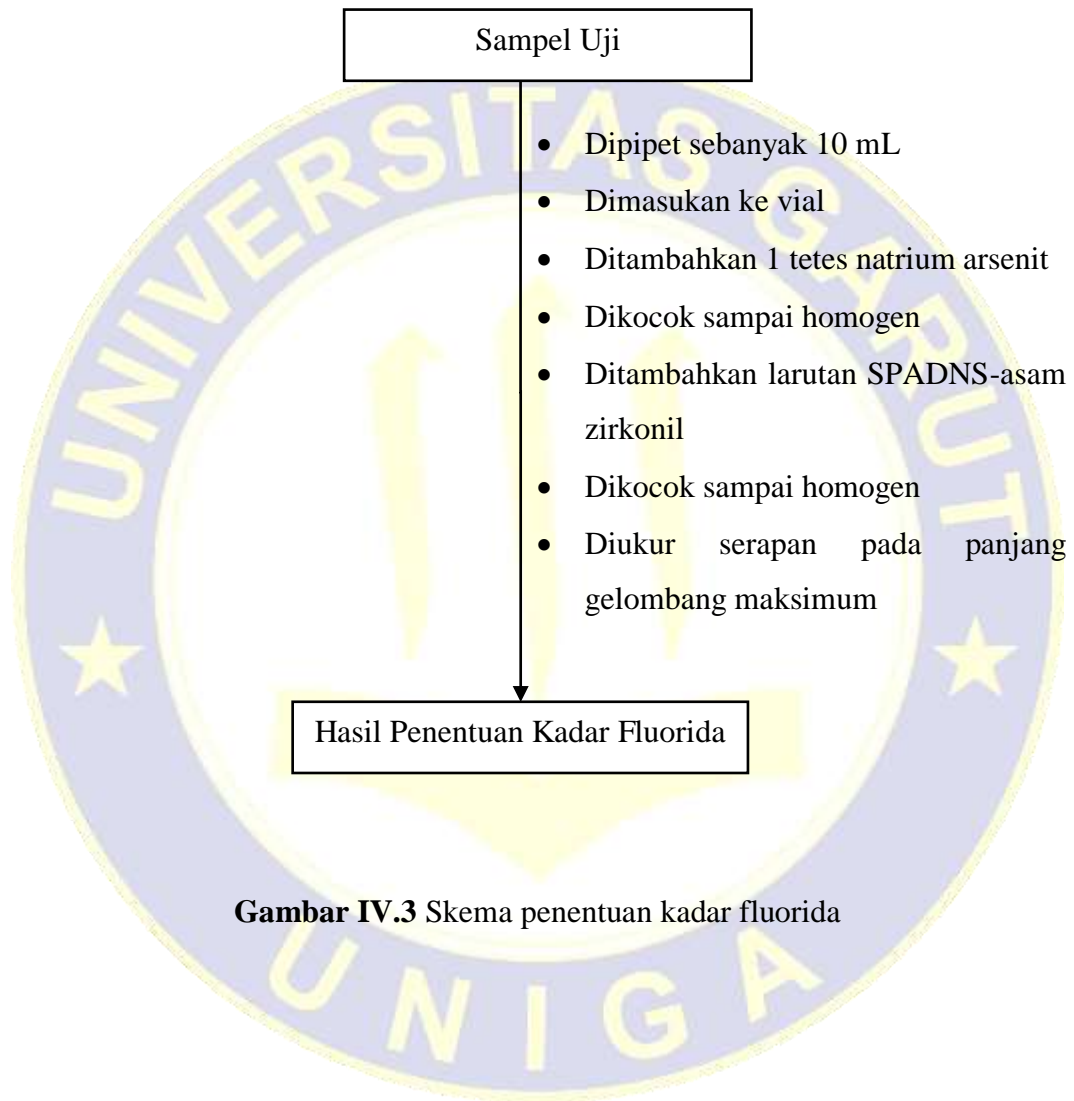 Sampel Uji
UNIVERSITAS GARUT
• Dipipet sebanyak 10 mL
• Dimasukan ke vial
• Ditambahkan 1 tetes natrium arsenit
• Dikocok sampai homogen
• Ditambahkan larutan SPADNS-asam
zirkonil
• Dikocok sampai homogen
• Diukur serapan pada panjang
gelombang maksimum
Hasil Penentuan Kadar Fluorida
Gambar IV.3 Skema penentuan kadar fluorida
UNIGA